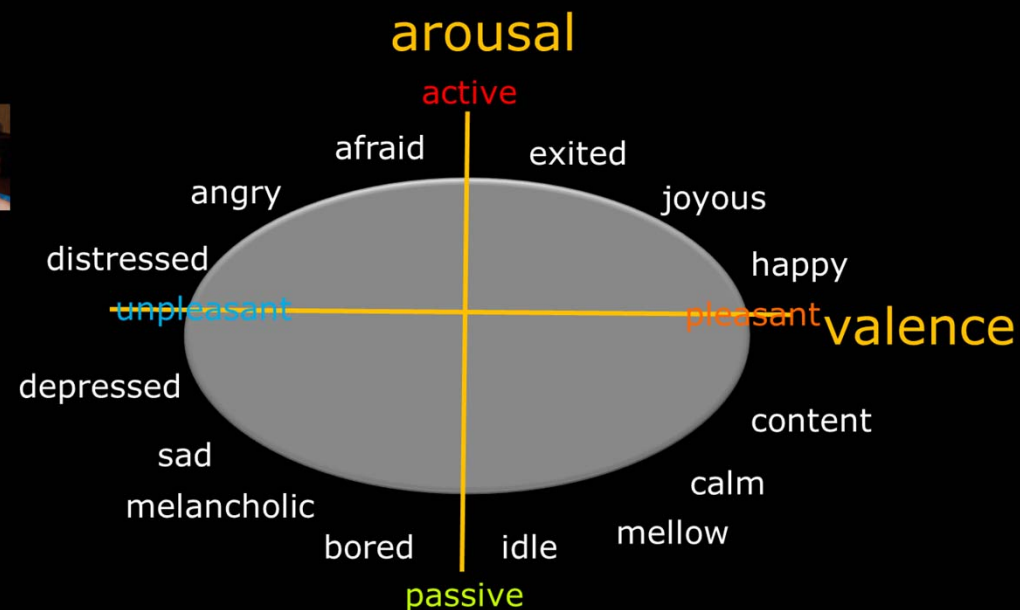 arousal
active
afraid
exited
angry
joyous
distressed
happy
unpleasant
pleasant
valence
depressed
content
sad
calm
melancholic
mellow
bored
idle
passive